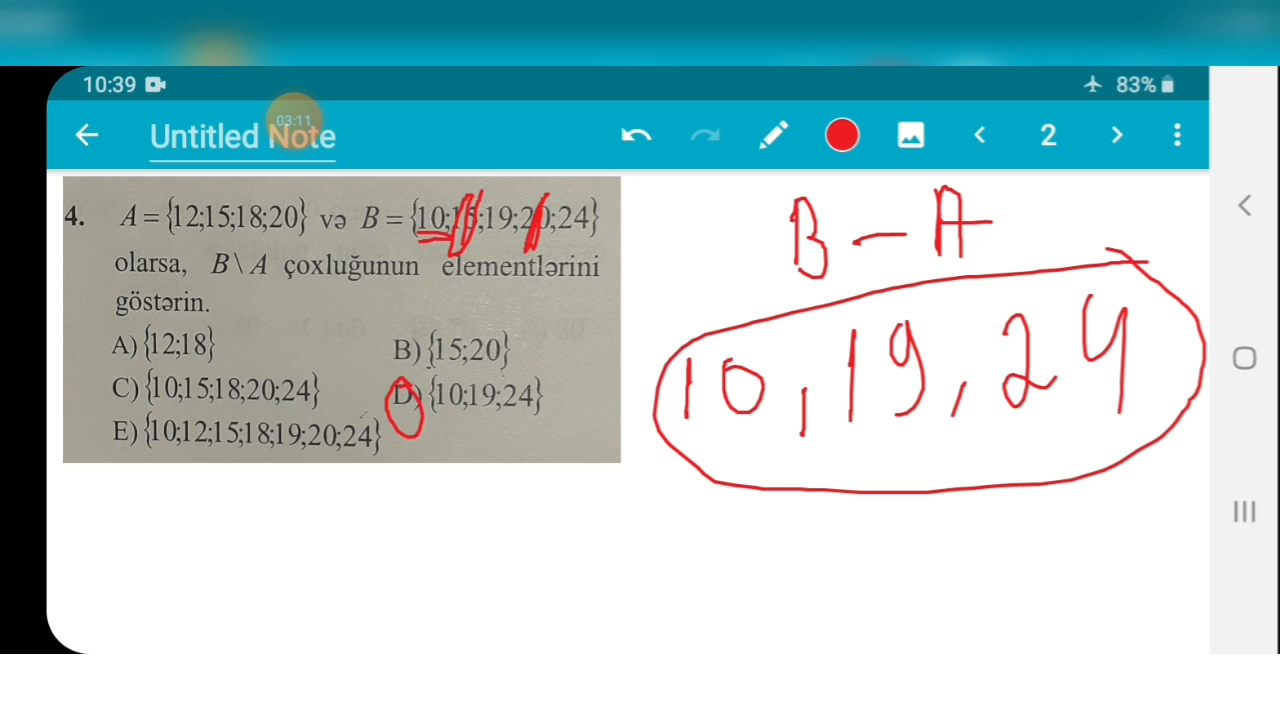 10:39
83%
03:11
Untitled Note
2
4. A={12;15;18;20} və B={10;15;19;20;24}
olarsa, B\A çoxluğunun elementlərini
göstərin.
A) {12;18} B) {15;20}
C) {10;15;18;20;24} D) {10;19;24}
E) {10;12;15;18;19;20;24}
B – A
10, 19, 24